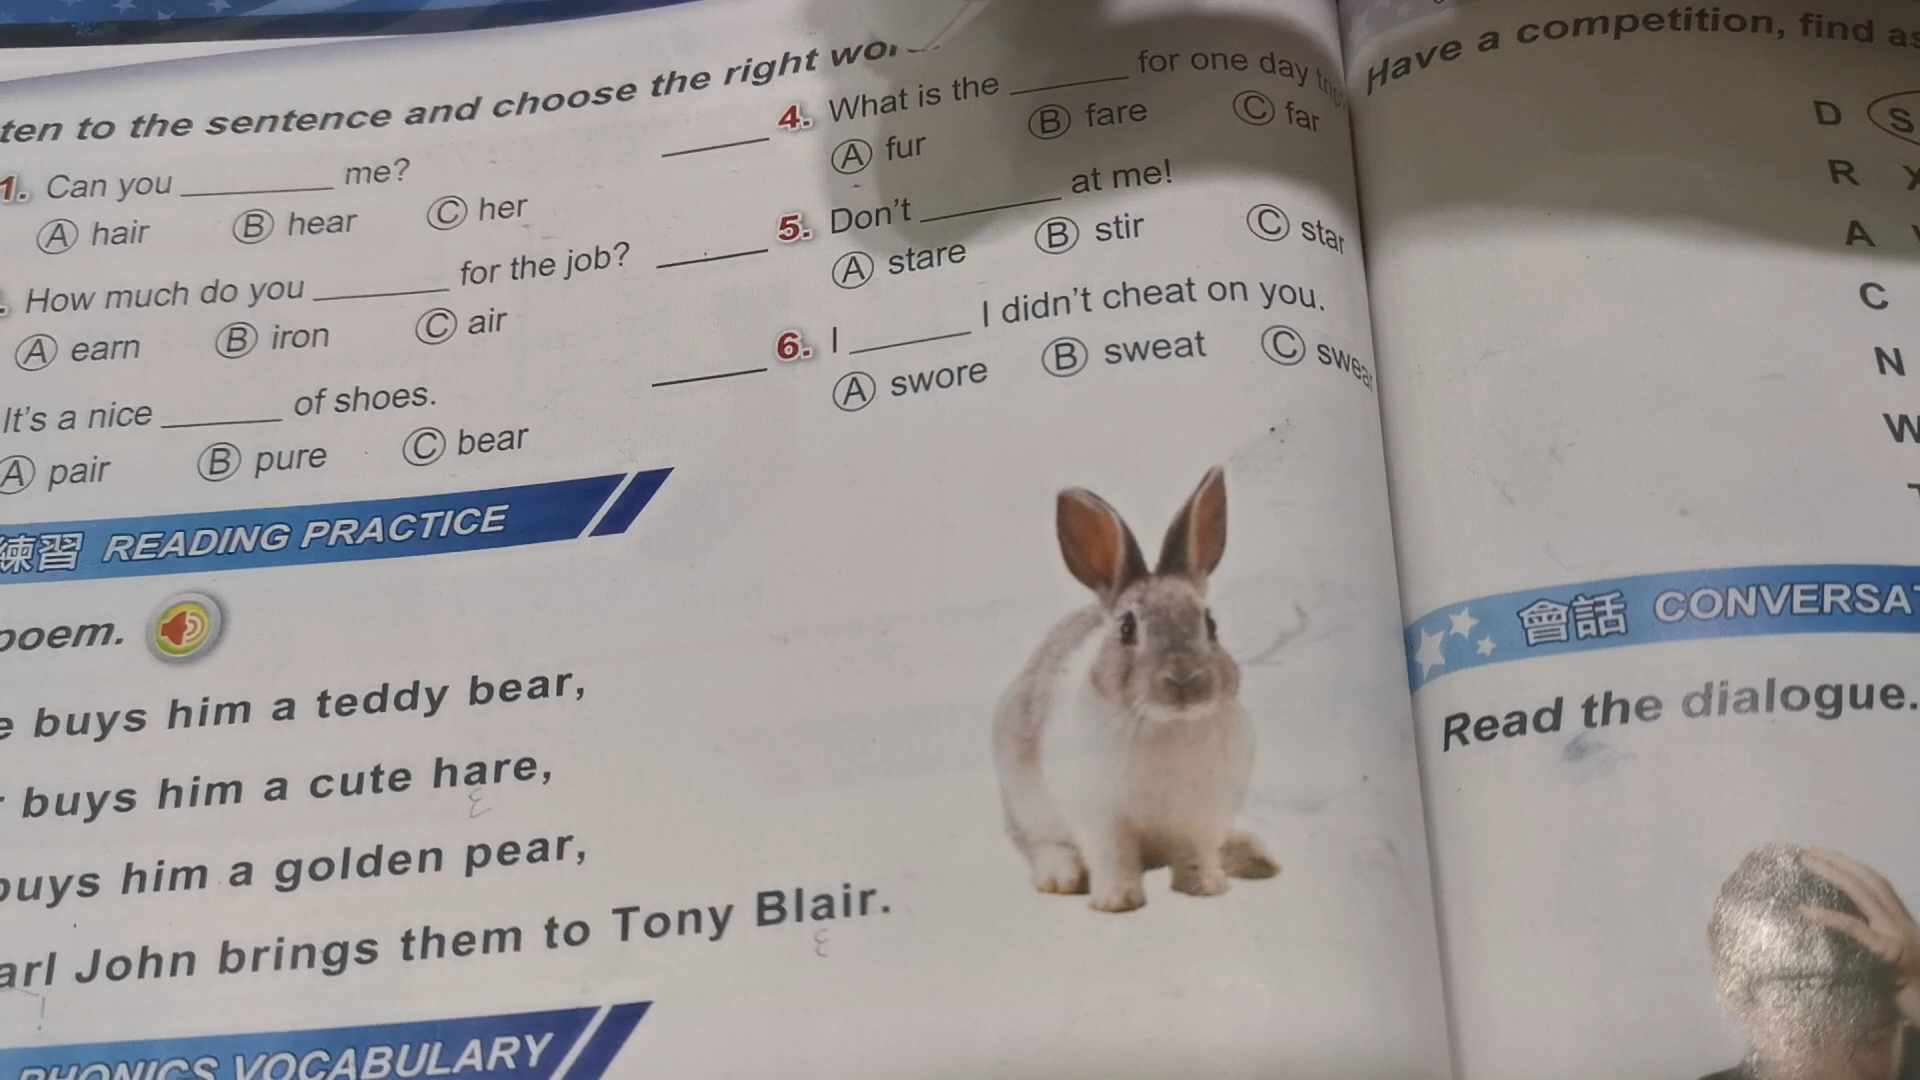 ten to the sentence and choose the right
1. Can you ________ me?
A hair B hear C her
How much do you ________ for the job?
A earn B iron C air
It's a nice ________ of shoes.
A pair B pure C bear
4. What is the ________ for one day trip
A fur B fare C far
5. Don't ________ at me!
A stare B stir C star
6. I ________ I didn't cheat on you.
A swore B sweat C swear
練習 READING PRACTICE
poem.
buys him a teddy bear,
buys him a cute hare,
ɛ
buys him a golden pear,
arl John brings them to Tony Blair.
ɛ
PHONICS VOCABULARY
Have a competition, find as
D S
R
A
C
N
W
會話 CONVERSAT
Read the dialogue.